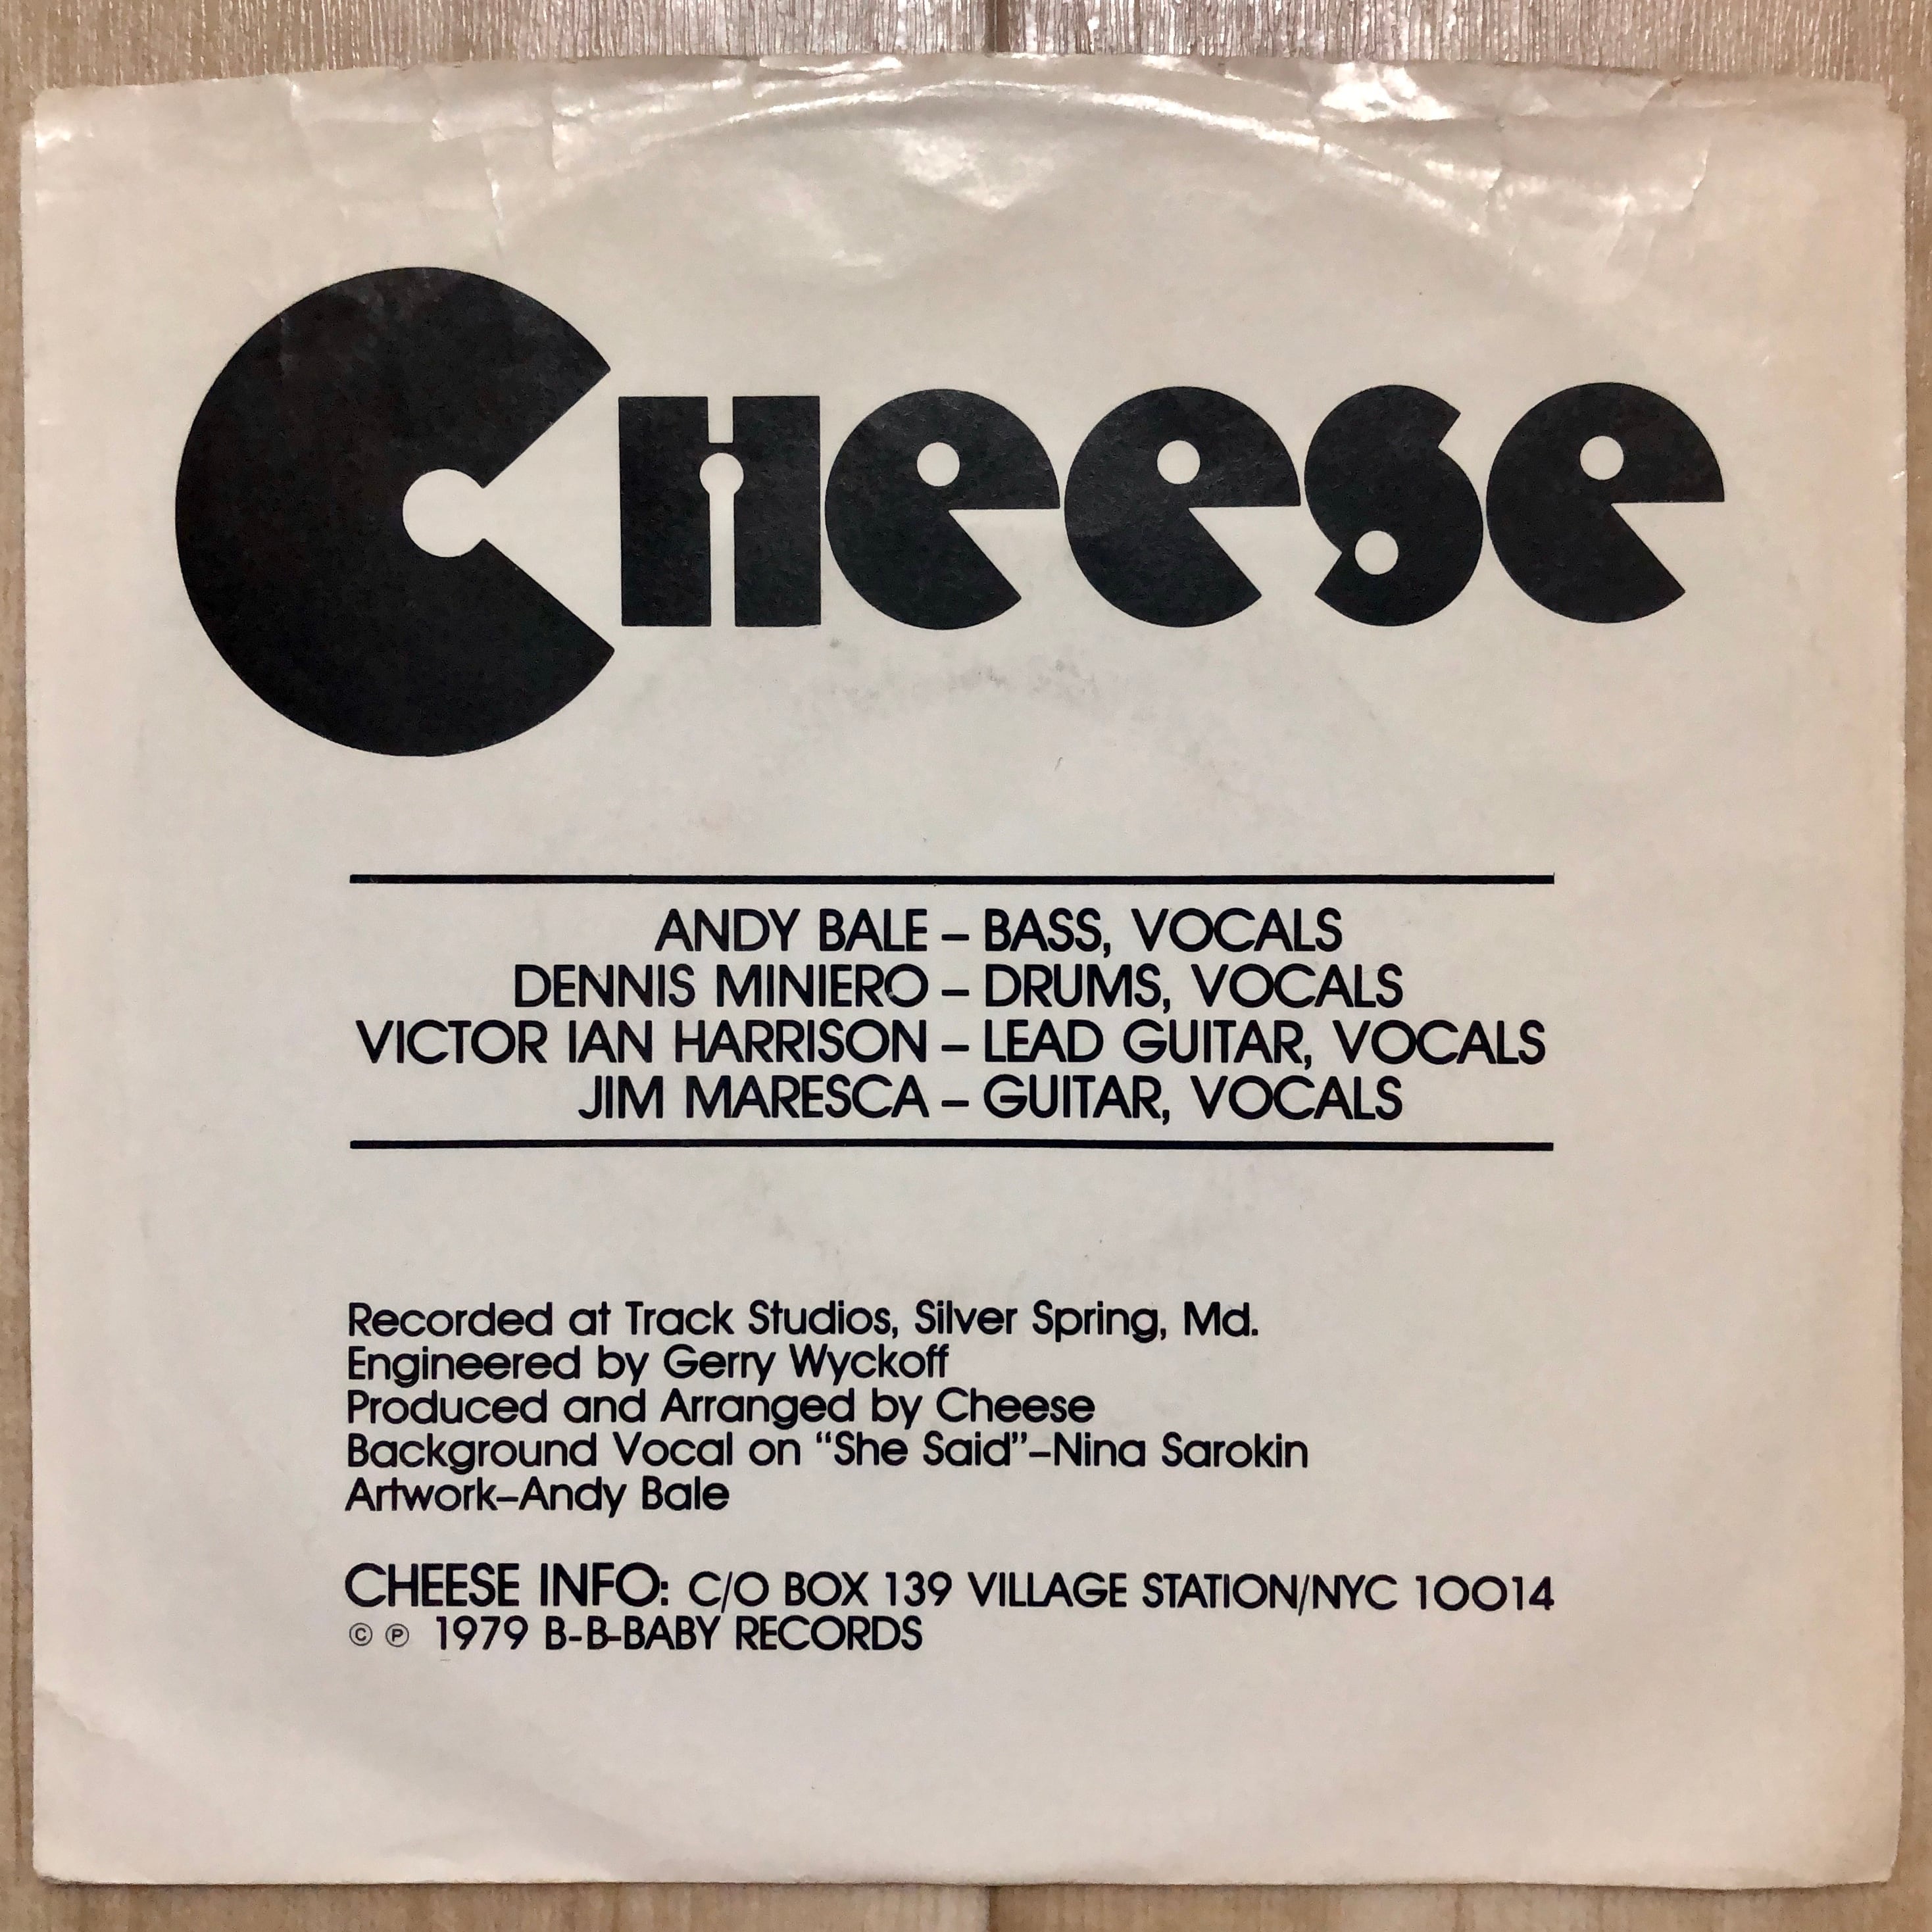 Cheese
ANDY BALE – BASS, VOCALS
DENNIS MINIERO – DRUMS, VOCALS
VICTOR IAN HARRISON – LEAD GUITAR, VOCALS
JIM MARESCA – GUITAR, VOCALS
Recorded at Track Studios, Silver Spring, Md.
Engineered by Gerry Wyckoff
Produced and Arranged by Cheese
Background Vocal on “She Said”–Nina Sarokin
Artwork–Andy Bale
CHEESE INFO: C/O BOX 139 VILLAGE STATION/NYC 10014
© ℗ 1979 B-B-BABY RECORDS